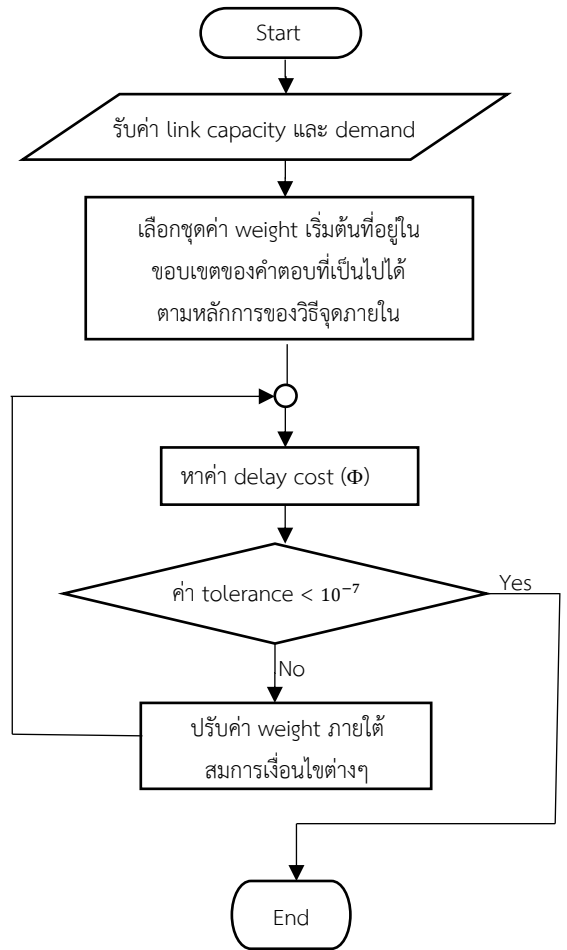 Start
รับค่า link capacity และ demand
เลือกชุดค่า weight เริ่มต้นที่อยู่ใน
ขอบเขตของคำตอบที่เป็นไปได้
ตามหลักการของวิธีจุดภายใน
หาค่า delay cost (Φ)
ค่า tolerance < 10⁻⁷
Yes
No
ปรับค่า weight ภายใต้
สมการเงื่อนไขต่างๆ
End